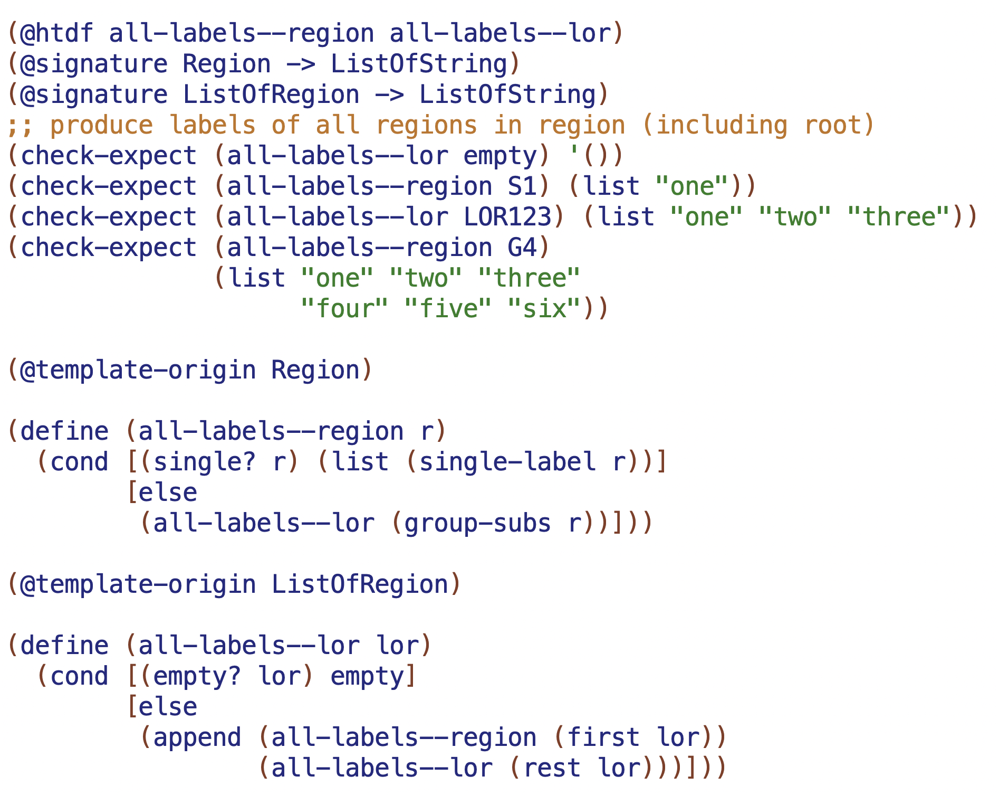 (@htdf all-labels--region all-labels--lor)
(@signature Region -> ListOfString)
(@signature ListOfRegion -> ListOfString)
;; produce labels of all regions in region (including root)
(check-expect (all-labels--lor empty) '())
(check-expect (all-labels--region S1) (list "one"))
(check-expect (all-labels--lor LOR123) (list "one" "two" "three"))
(check-expect (all-labels--region G4)
              (list "one" "two" "three"
                    "four" "five" "six"))

(@template-origin Region)

(define (all-labels--region r)
  (cond [(single? r) (list (single-label r))]
        [else
         (all-labels--lor (group-subs r))]))

(@template-origin ListOfRegion)

(define (all-labels--lor lor)
  (cond [(empty? lor) empty]
        [else
         (append (all-labels--region (first lor))
                 (all-labels--lor (rest lor)))]))